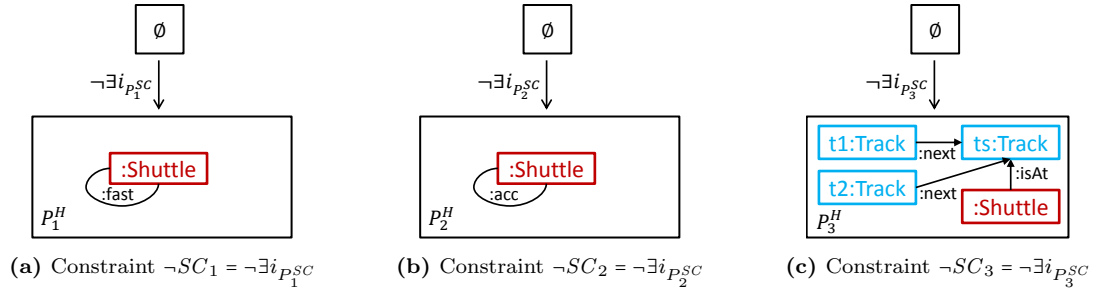 ∅
¬∃i_{P_1^{SC}}
:Shuttle
:fast
P_1^H
(a) Constraint ¬SC_1 = ¬∃i_{P_1^{SC}}
∅
¬∃i_{P_2^{SC}}
:Shuttle
:acc
P_2^H
(b) Constraint ¬SC_2 = ¬∃i_{P_2^{SC}}
∅
¬∃i_{P_3^{SC}}
t1:Track
:next
ts:Track
:isAt
t2:Track
:next
:Shuttle
P_3^H
(c) Constraint ¬SC_3 = ¬∃i_{P_3^{SC}}